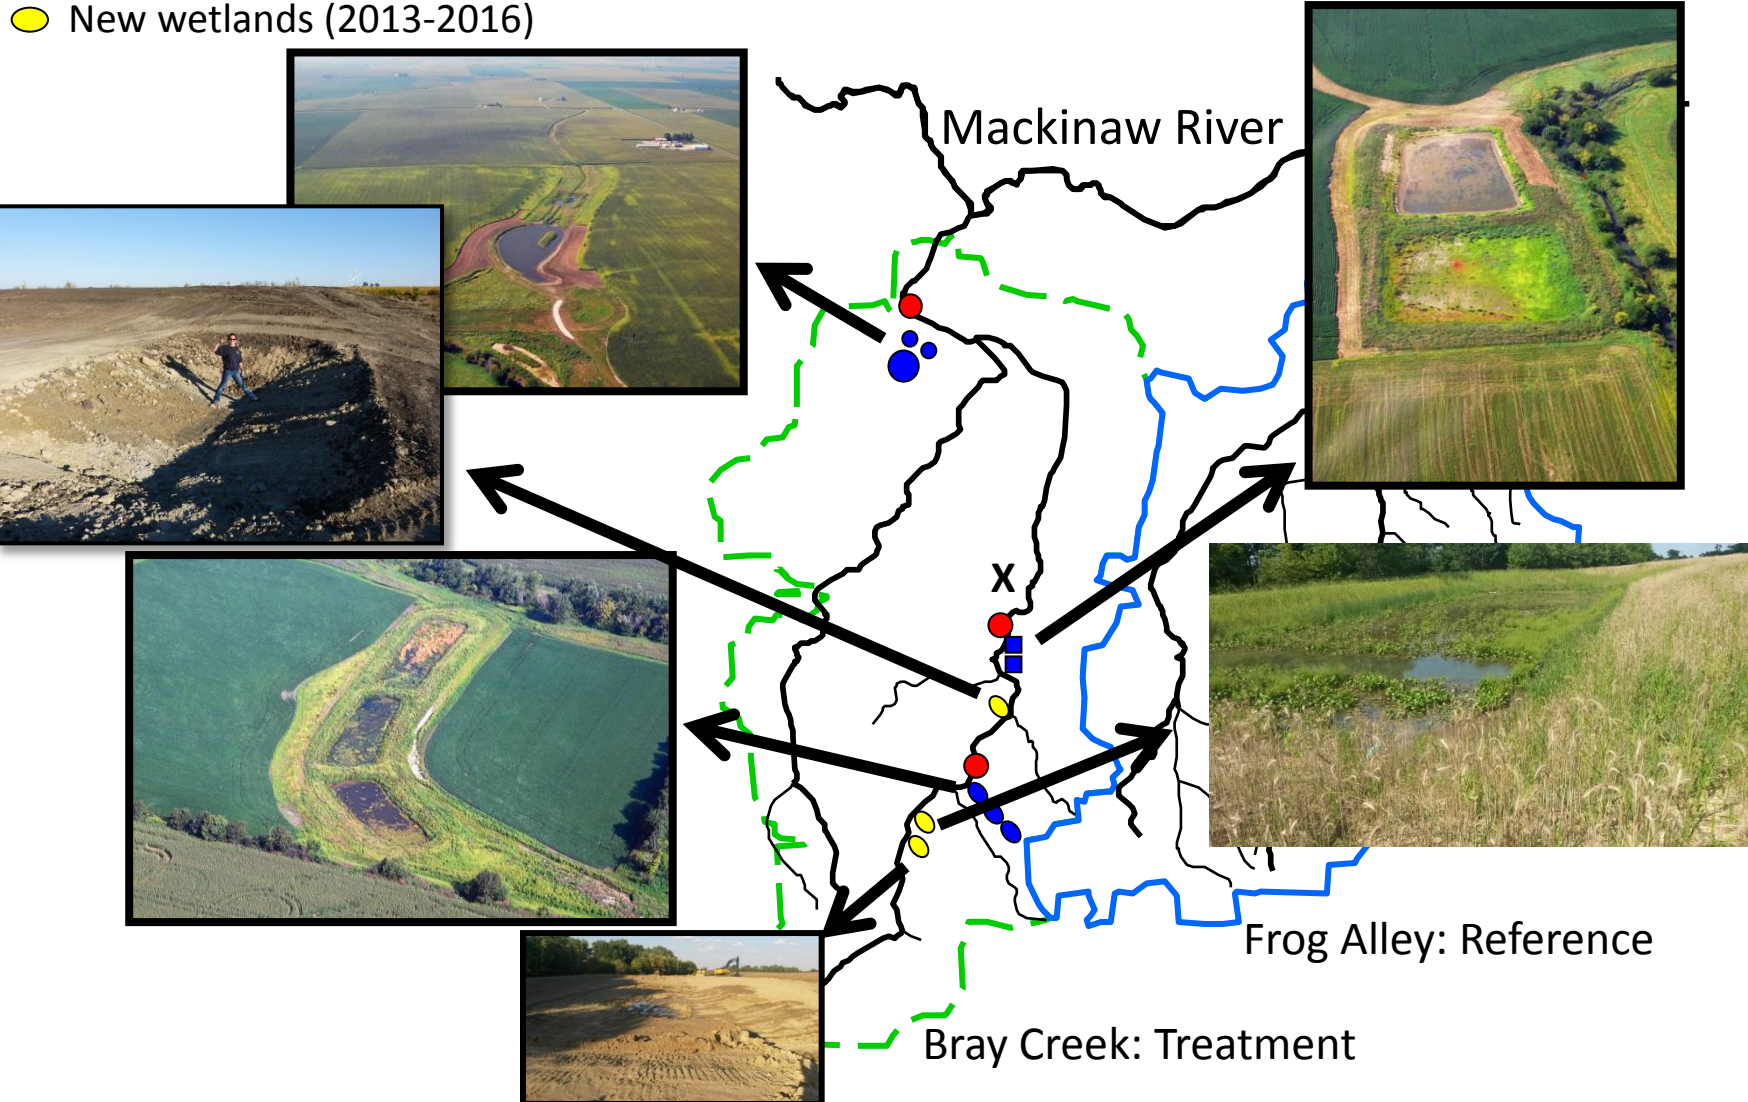 New wetlands (2013-2016)
Mackinaw River
X
Frog Alley: Reference
Bray Creek: Treatment